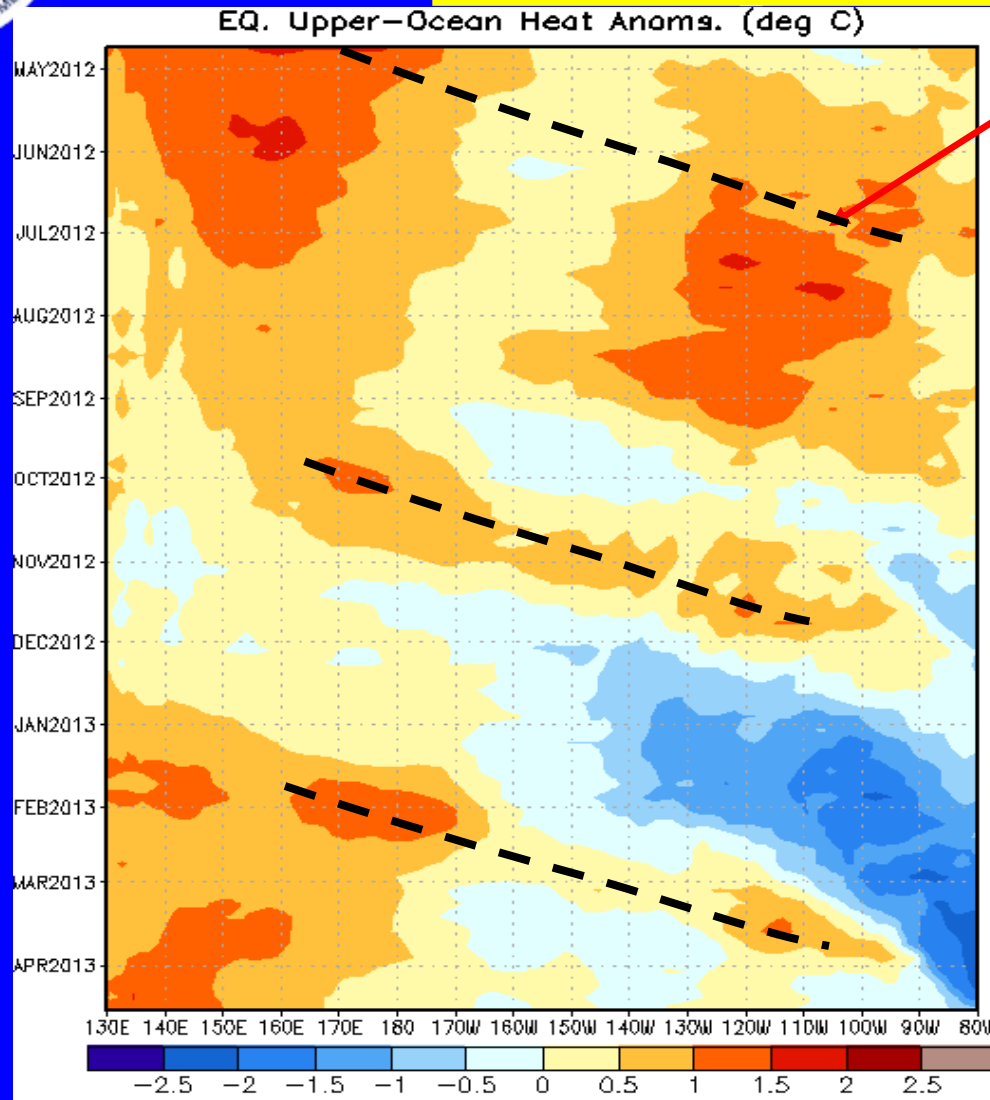 EQ. Upper-Ocean Heat Anoms. (deg C)
MAY2012
JUN2012
JUL2012
AUG2012
SEP2012
OCT2012
NOV2012
DEC2012
JAN2013
FEB2013
MAR2013
APR2013
130E 140E 150E 160E 170E 180 170W 160W 150W 140W 130W 120W 110W 100W 90W 80W
-2.5 -2 -1.5 -1 -0.5 0 0.5 1 1.5 2 2.5